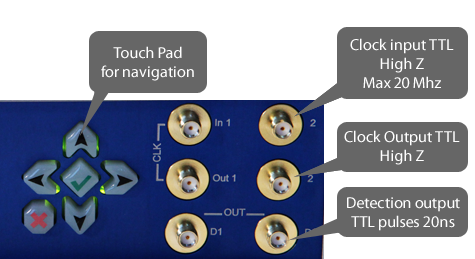 Touch Pad
for navigation
Clock input TTL
High Z
Max 20 Mhz
In 1
2
CLK
Clock Output TTL
High Z
Out 1
2
OUT
D1
D
Detection output
TTL pulses 20ns